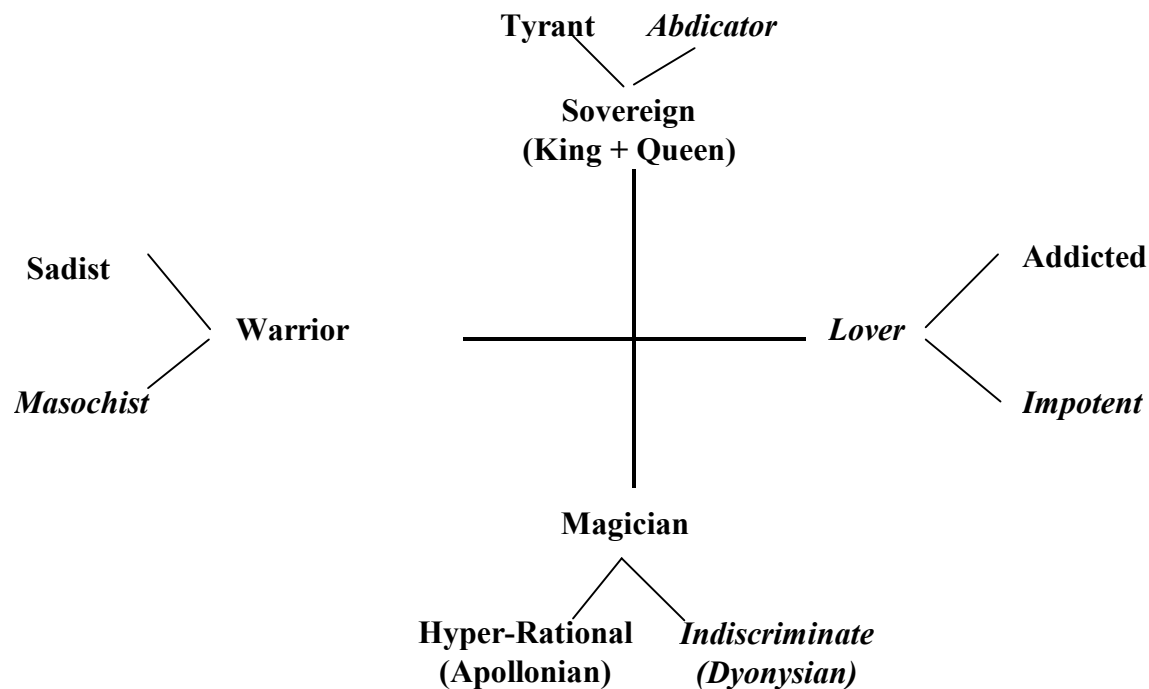 Tyrant Abdicator
Sovereign
(King + Queen)
Sadist
Addicted
Warrior
Lover
Masochist
Impotent
Magician
Hyper-Rational
(Apollonian)
Indiscriminate
(Dyonysian)